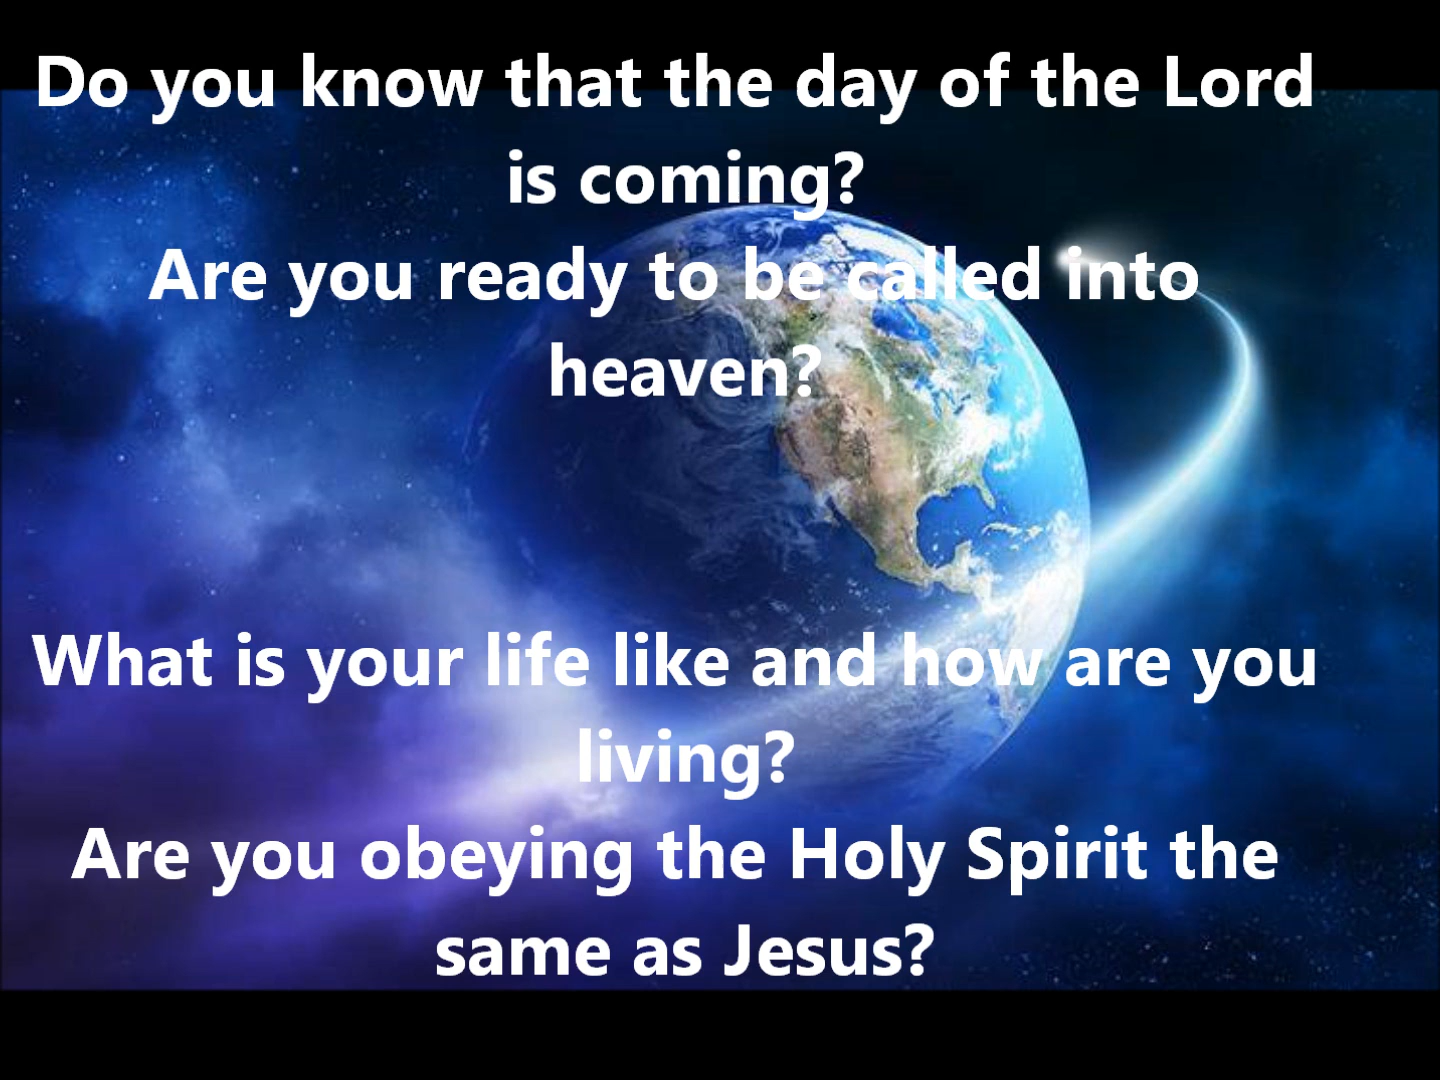 Do you know that the day of the Lord
is coming?
Are you ready to be called into
heaven?
What is your life like and how are you
living?
Are you obeying the Holy Spirit the
same as Jesus?